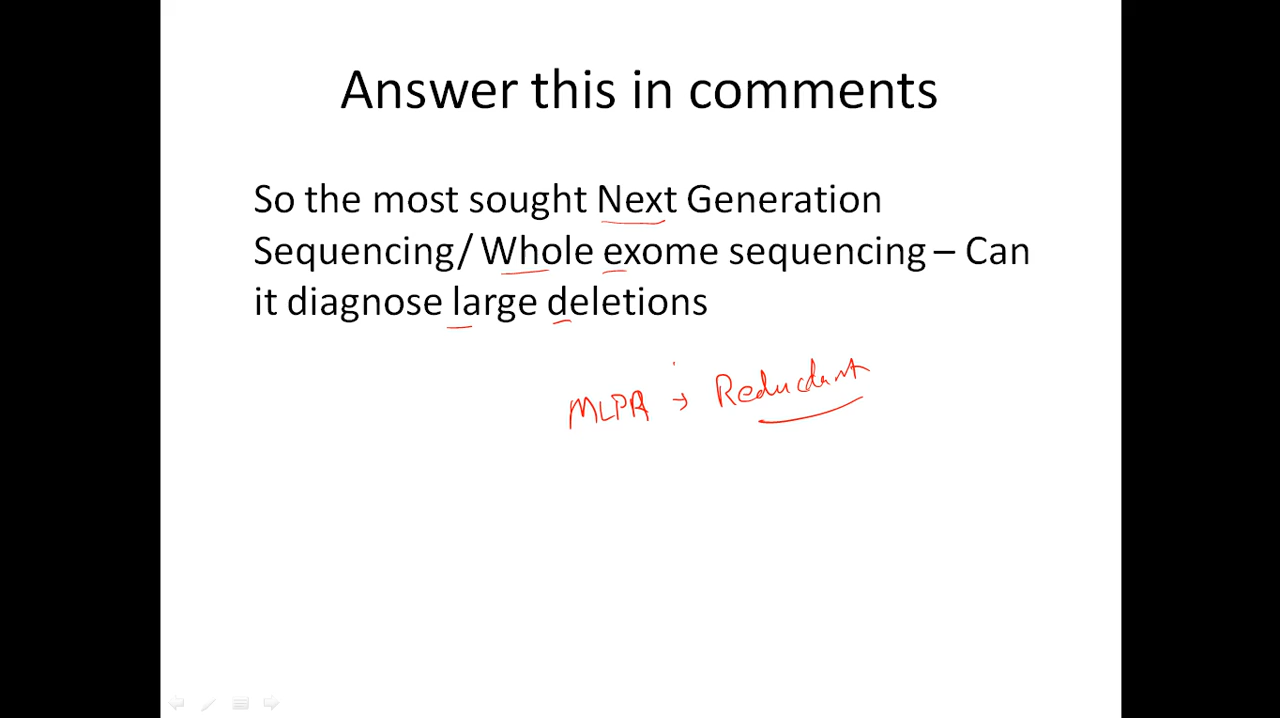 Answer this in comments
So the most sought Next Generation
Sequencing/ Whole exome sequencing – Can
it diagnose large deletions
MLPA → Reducdant